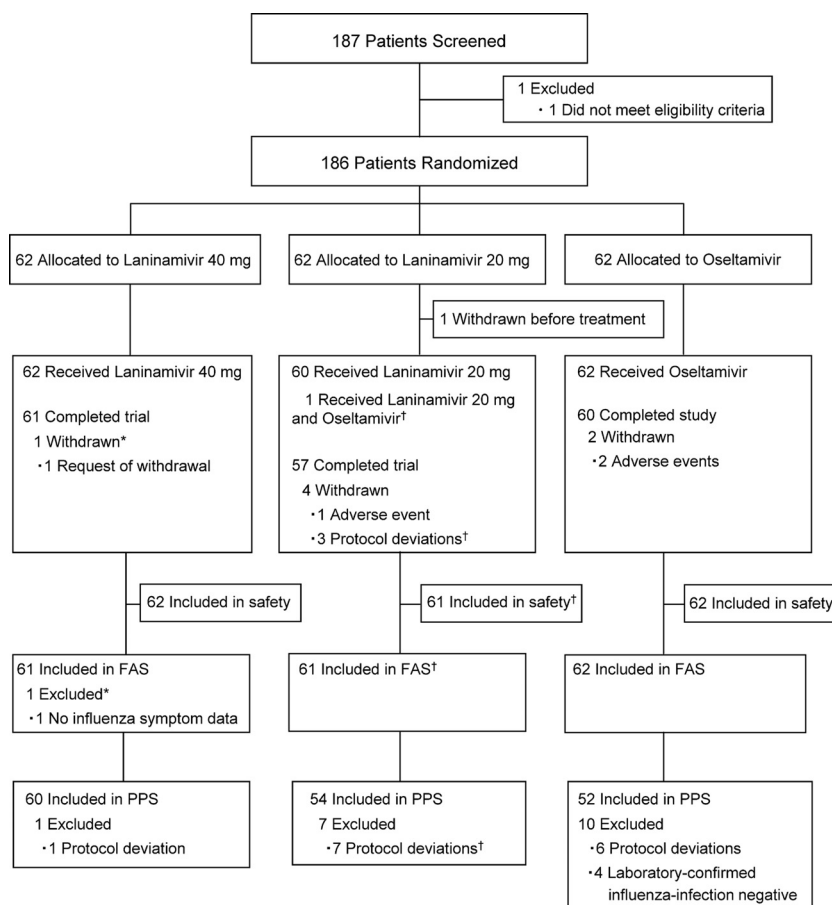 187 Patients Screened
1 Excluded
・1 Did not meet eligibility criteria
186 Patients Randomized
62 Allocated to Laninamivir 40 mg
62 Allocated to Laninamivir 20 mg
62 Allocated to Oseltamivir
1 Withdrawn before treatment
62 Received Laninamivir 40 mg
61 Completed trial
1 Withdrawn*
・1 Request of withdrawal
60 Received Laninamivir 20 mg
1 Received Laninamivir 20 mg
and Oseltamivir†
57 Completed trial
4 Withdrawn
・1 Adverse event
・3 Protocol deviations†
62 Received Oseltamivir
60 Completed study
2 Withdrawn
・2 Adverse events
62 Included in safety
61 Included in safety†
62 Included in safety
61 Included in FAS
1 Excluded*
・1 No influenza symptom data
61 Included in FAS†
62 Included in FAS
60 Included in PPS
1 Excluded
・1 Protocol deviation
54 Included in PPS
7 Excluded
・7 Protocol deviations†
52 Included in PPS
10 Excluded
・6 Protocol deviations
・4 Laboratory-confirmed
influenza-infection negative